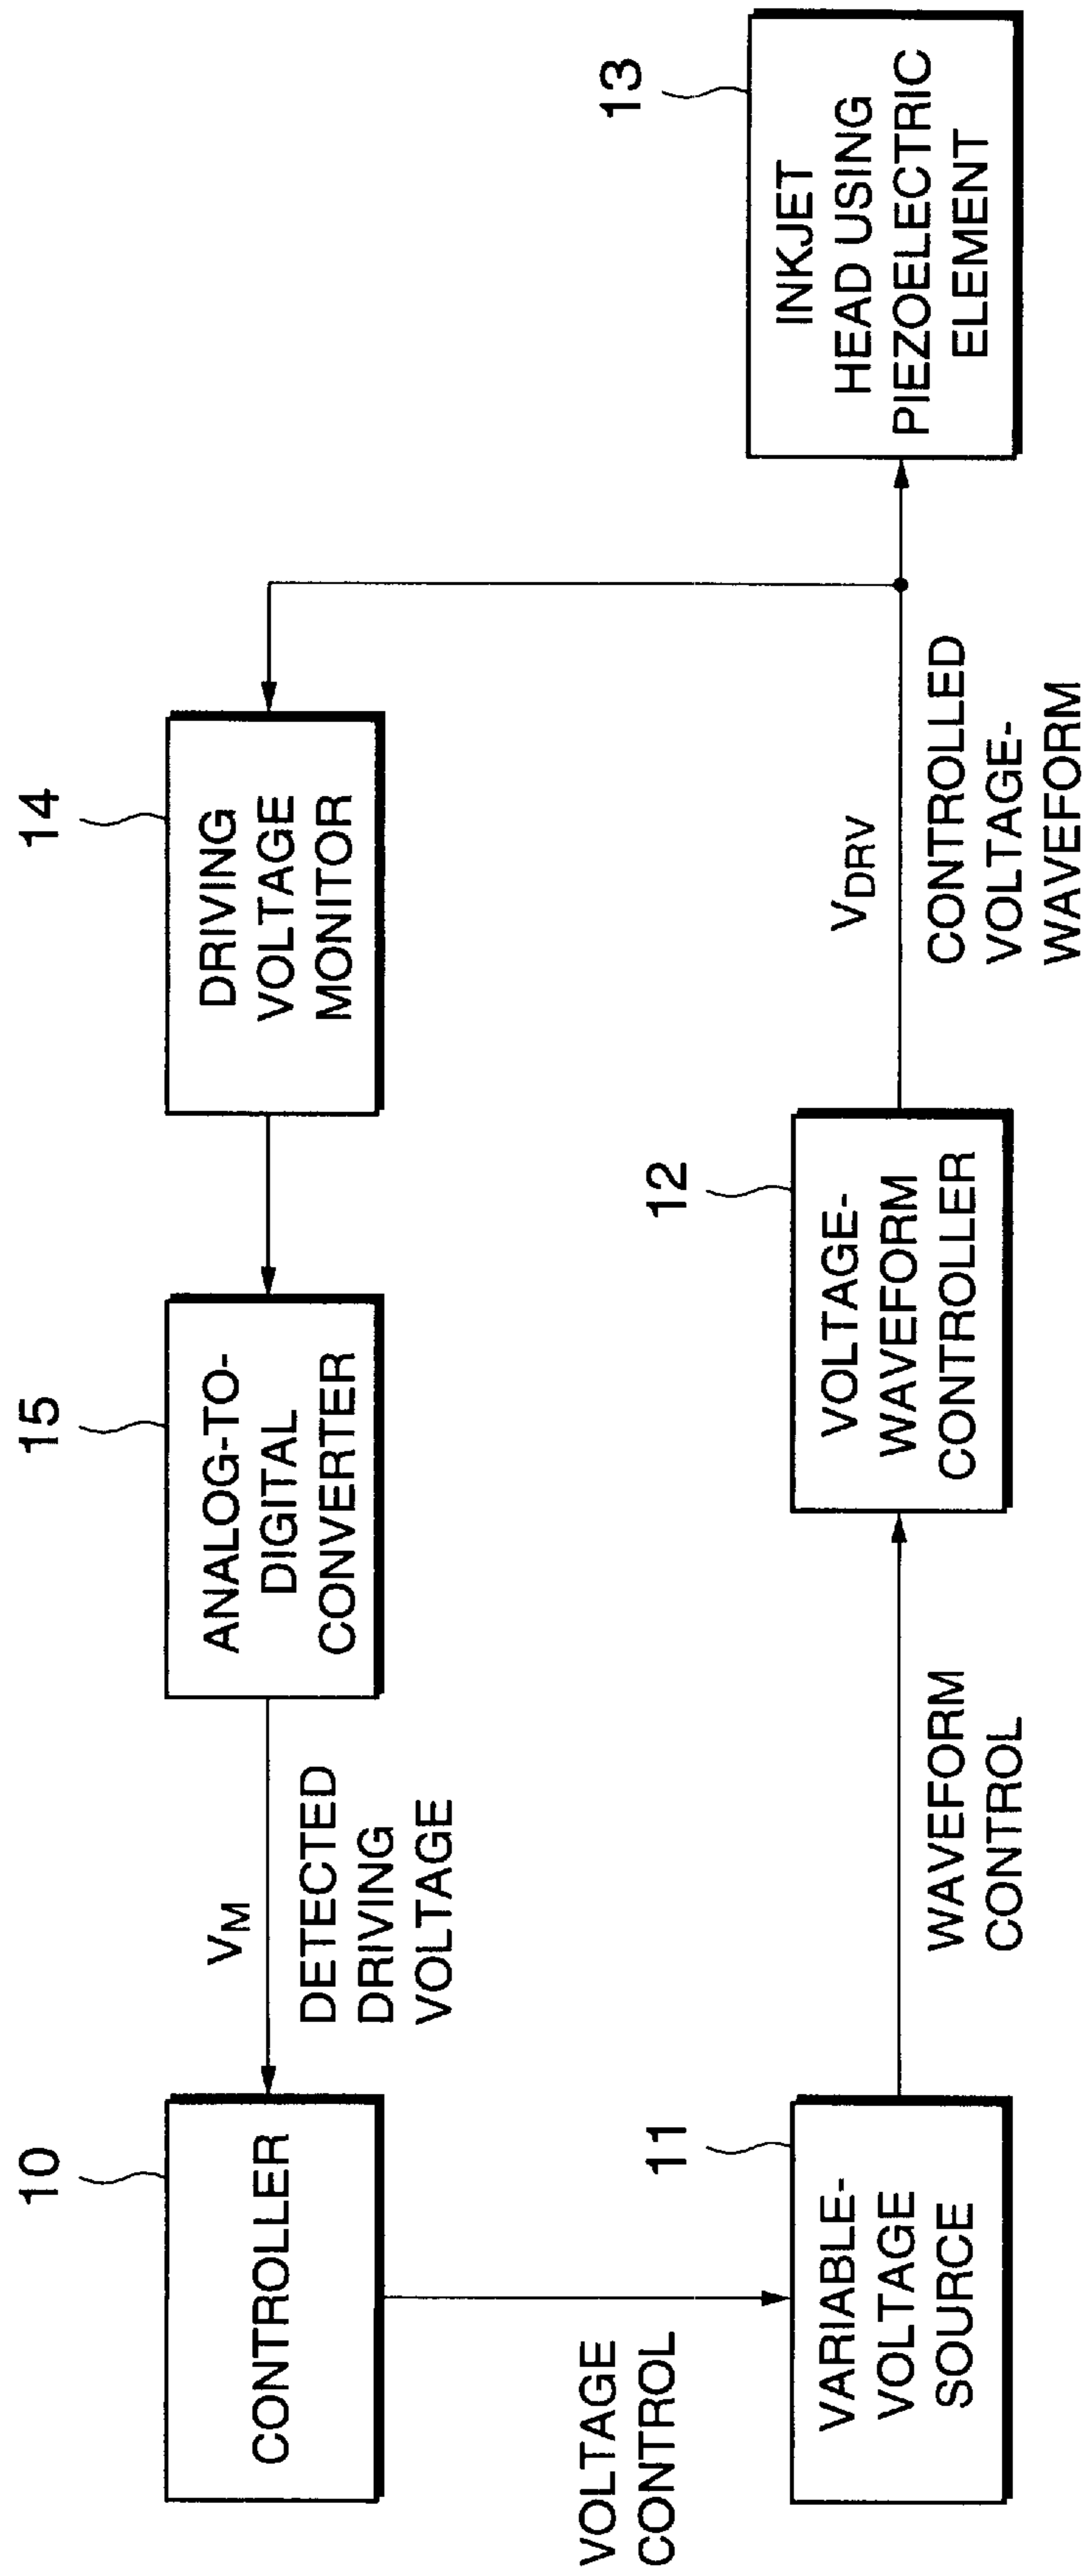 10
CONTROLLER
V_M
DETECTED
DRIVING
VOLTAGE
15
ANALOG-TO-
DIGITAL
CONVERTER
14
DRIVING
VOLTAGE
MONITOR
VOLTAGE
CONTROL
11
VARIABLE-
VOLTAGE
SOURCE
WAVEFORM
CONTROL
12
VOLTAGE-
WAVEFORM
CONTROLLER
V_DRV
CONTROLLED
VOLTAGE-
WAVEFORM
13
INKJET
HEAD USING
PIEZOELECTRIC
ELEMENT